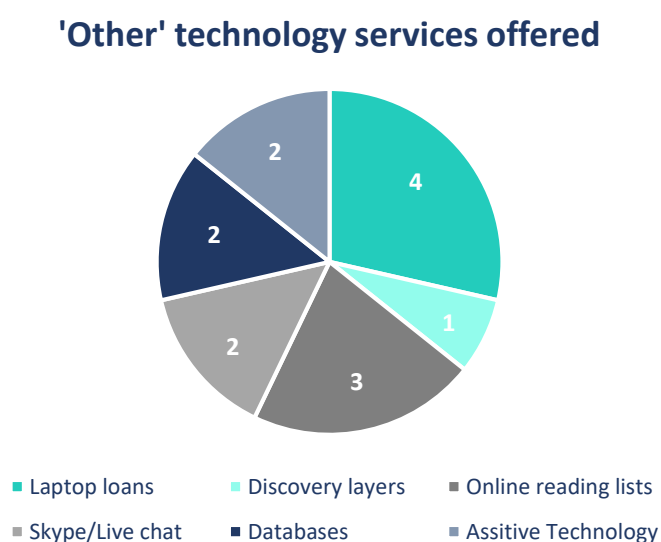 'Other' technology services offered
2
4
2
1
2
3
Laptop loans Discovery layers Online reading lists
Skype/Live chat Databases Assitive Technology